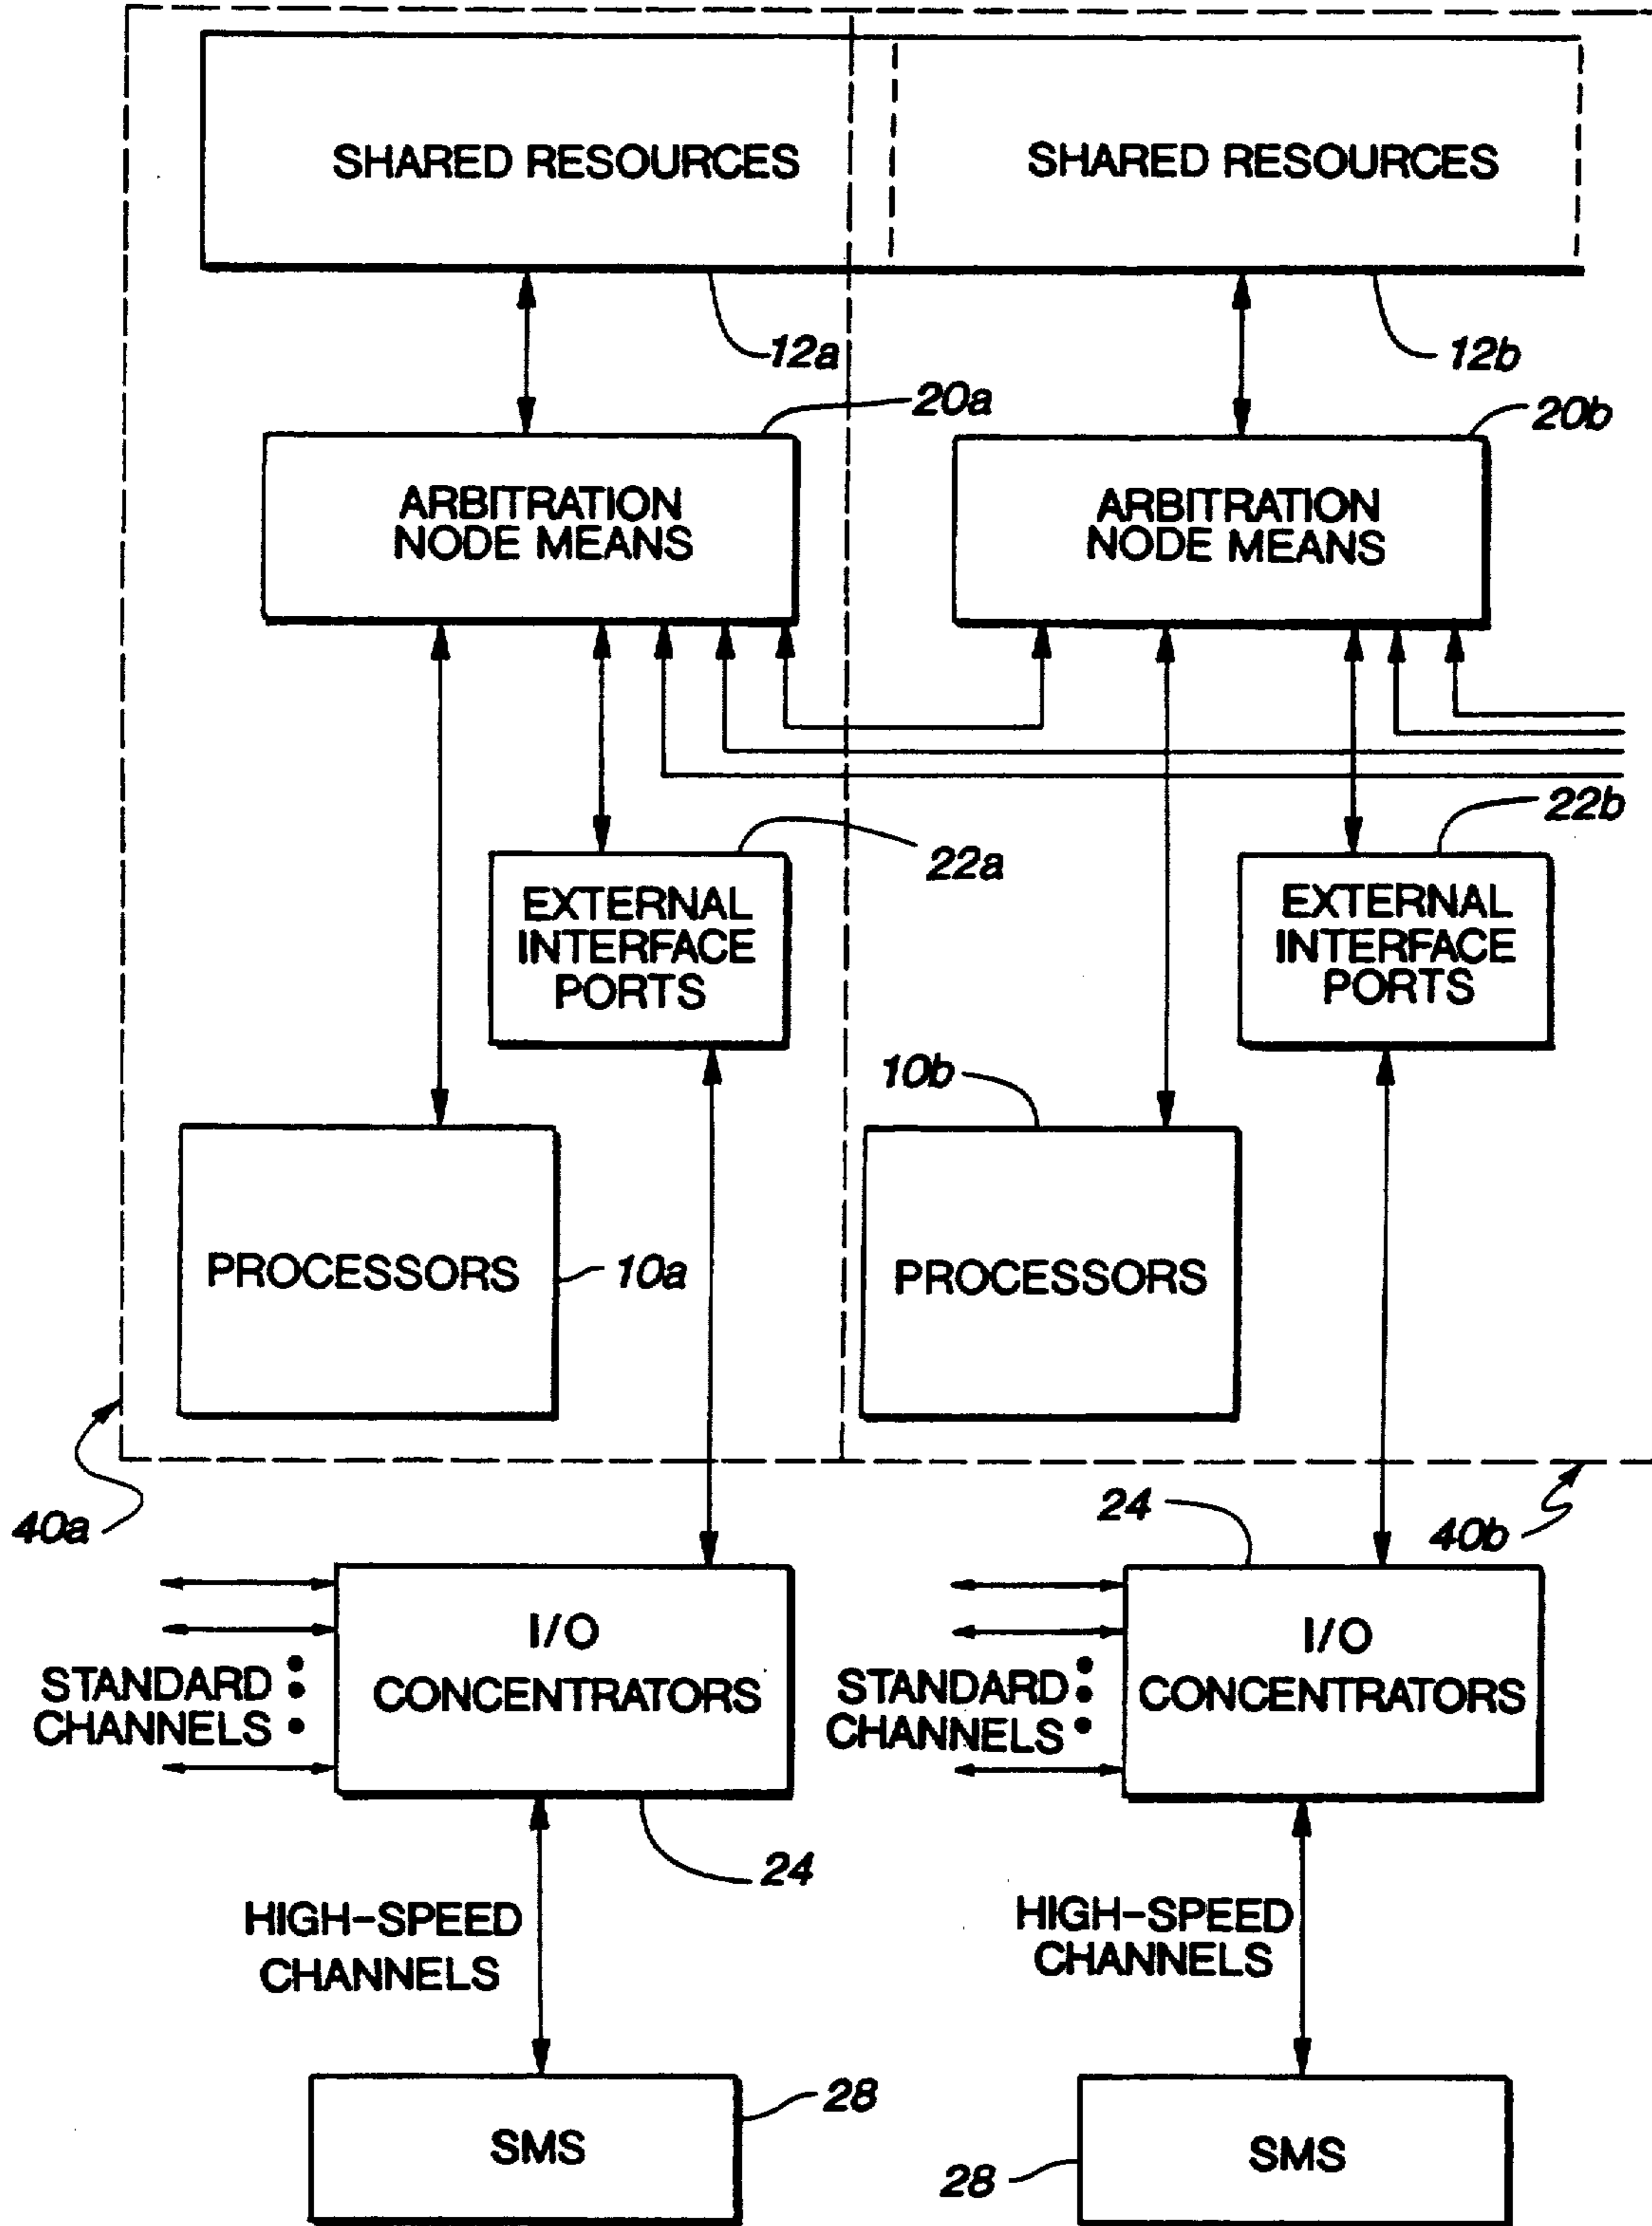 SHARED RESOURCES
SHARED RESOURCES
12a
12b
20a
20b
ARBITRATION
NODE MEANS
ARBITRATION
NODE MEANS
22a
22b
EXTERNAL
INTERFACE
PORTS
EXTERNAL
INTERFACE
PORTS
10b
PROCESSORS
10a
PROCESSORS
40a
24
40b
I/O
CONCENTRATORS
STANDARD
CHANNELS
I/O
CONCENTRATORS
STANDARD
CHANNELS
24
HIGH-SPEED
CHANNELS
HIGH-SPEED
CHANNELS
28
SMS
28
SMS